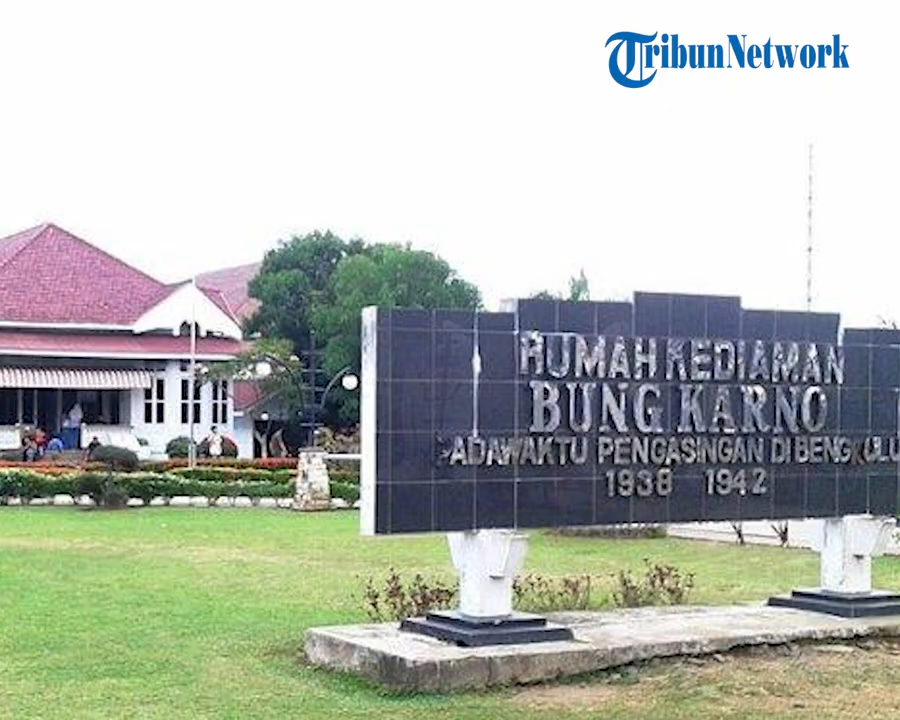 TribunNetwork
RUMAH KEDIAMAN
BUNG KARNO
PADAWAKTU PENGASINGAN DI BENGKULU
1938 1942